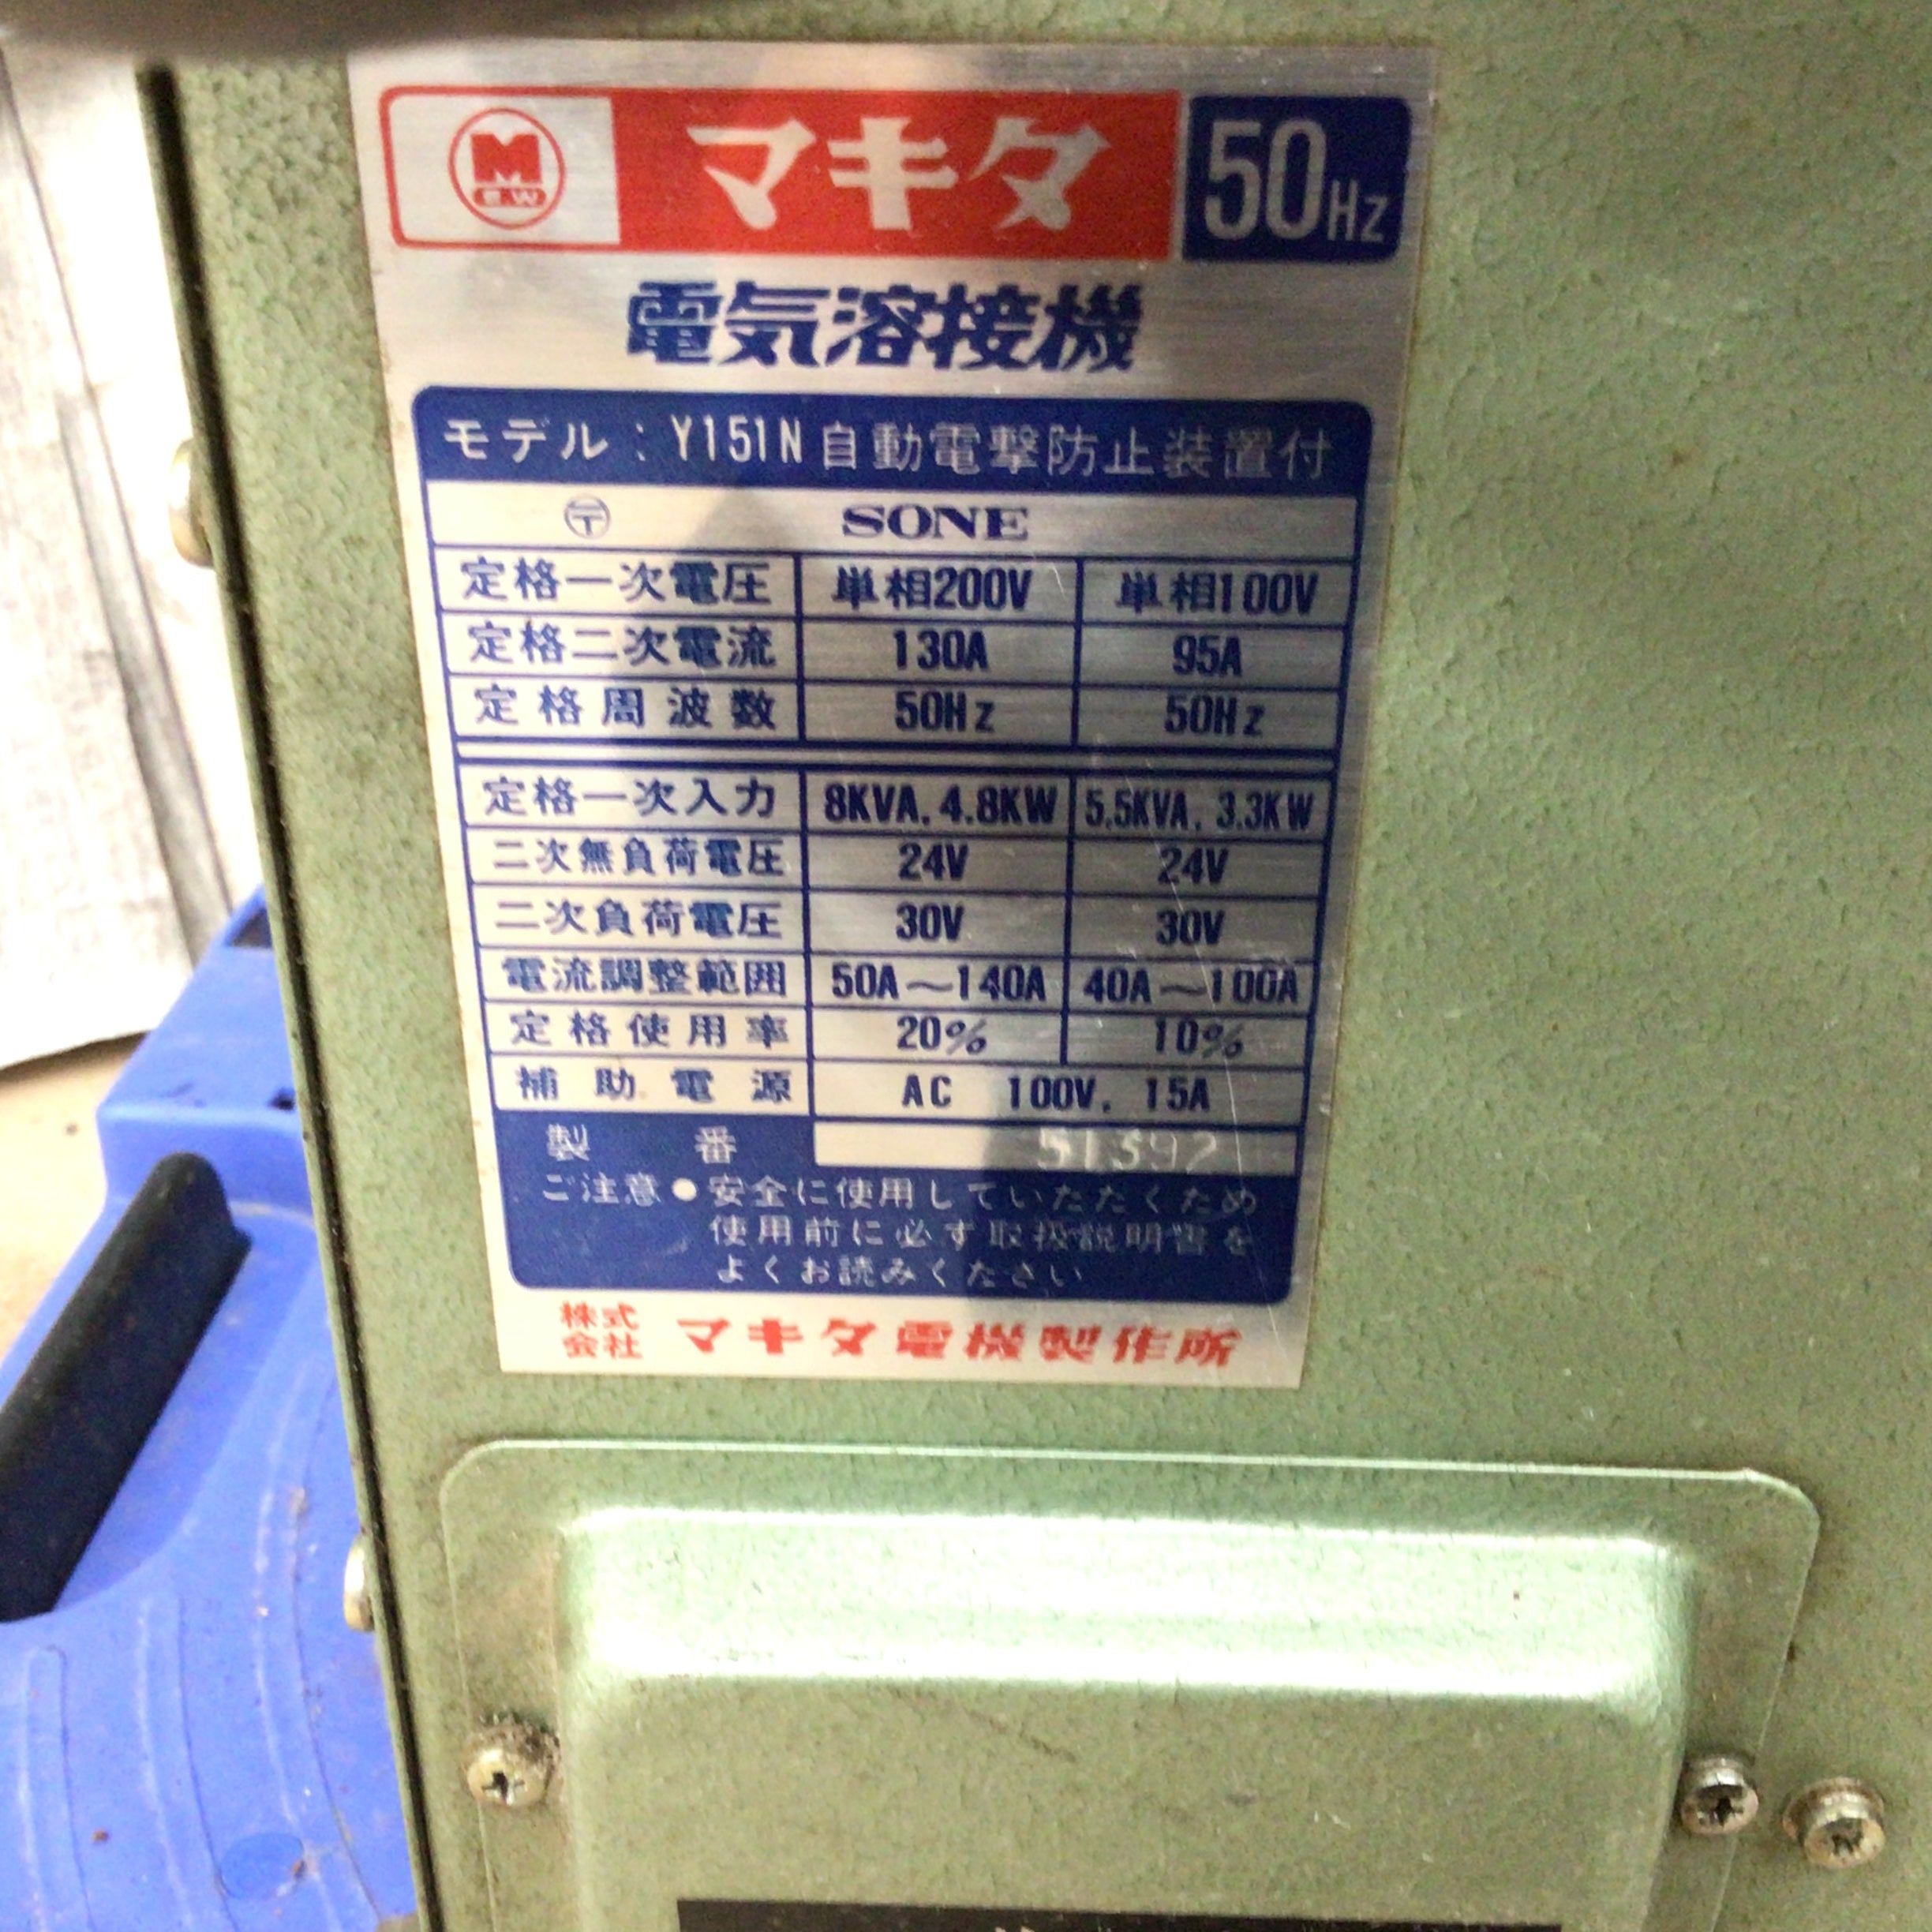 M
E.W
マキタ 50Hz
電気溶接機
モデル:Y151N 自動電撃防止装置付
〶 SONE
定格一次電圧 単相200V 単相100V
定格二次電流 130A 95A
定格周波数 50Hz 50Hz
定格一次入力 8KVA, 4.8KW 5.5KVA, 3.3KW
二次無負荷電圧 24V 24V
二次負荷電圧 30V 30V
電流調整範囲 50A~140A 40A~100A
定格使用率 20% 10%
補助電源 AC 100V, 15A
製番 51392
ご注意●安全に使用していただくため
使用前に必ず取扱説明書を
よくお読みください
株式会社 マキタ電機製作所